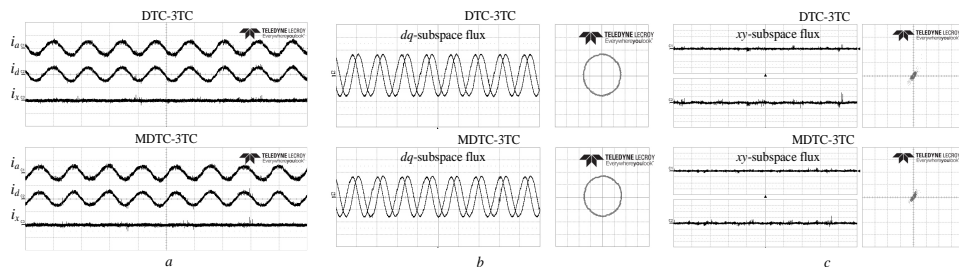 DTC-3TC
TELEDYNE LECROY
Everywhereyoulook
i_a
i_d
i_x
MDTC-3TC
TELEDYNE LECROY
Everywhereyoulook
i_a
i_d
i_x
a
DTC-3TC
dq-subspace flux
TELEDYNE LECROY
Everywhereyoulook
MDTC-3TC
dq-subspace flux
TELEDYNE LECROY
Everywhereyoulook
b
DTC-3TC
xy-subspace flux
TELEDYNE LECROY
Everywhereyoulook
MDTC-3TC
xy-subspace flux
TELEDYNE LECROY
Everywhereyoulook
c